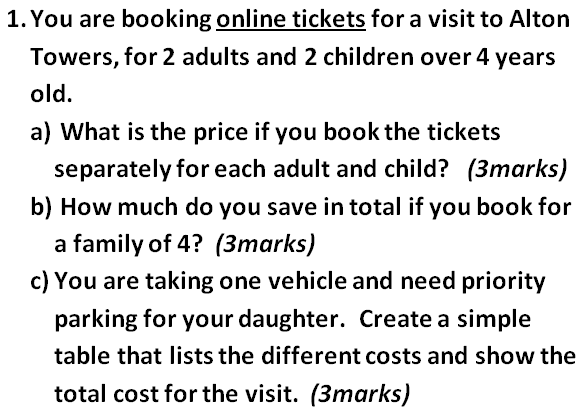 1. You are booking online tickets for a visit to Alton
Towers, for 2 adults and 2 children over 4 years
old.
a) What is the price if you book the tickets
separately for each adult and child? (3marks)
b) How much do you save in total if you book for
a family of 4? (3marks)
c) You are taking one vehicle and need priority
parking for your daughter. Create a simple
table that lists the different costs and show the
total cost for the visit. (3marks)